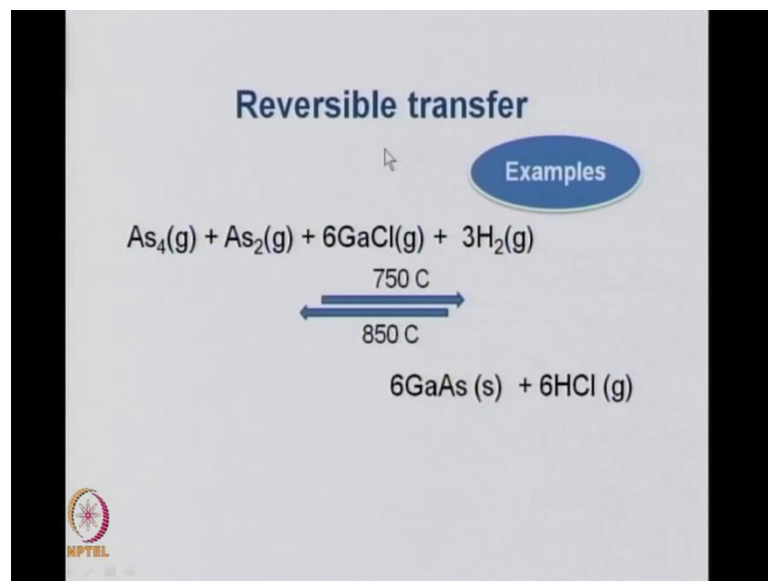 Reversible transfer
Examples
As₄(g) + As₂(g) + 6GaCl(g) + 3H₂(g)
750 C
850 C
6GaAs (s) + 6HCl (g)
NPTEL